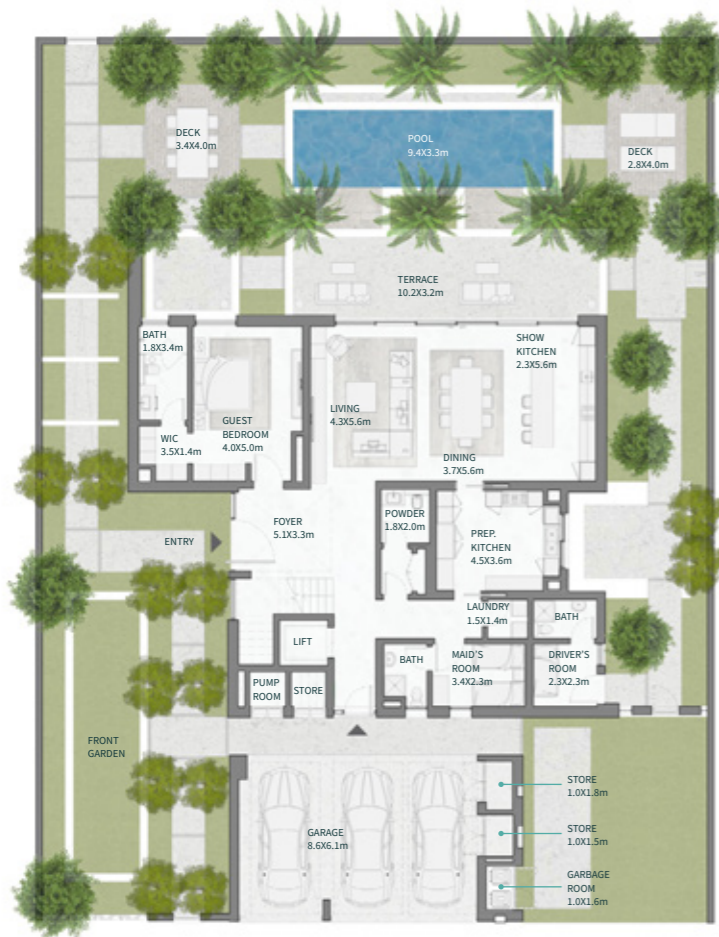 DECK
3.4X4.0m
POOL
9.4X3.3m
DECK
2.8X4.0m
TERRACE
10.2X3.2m
BATH
1.8X3.4m
SHOW
KITCHEN
2.3X5.6m
LIVING
4.3X5.6m
GUEST
BEDROOM
4.0X5.0m
WIC
3.5X1.4m
DINING
3.7X5.6m
POWDER
1.8X2.0m
FOYER
5.1X3.3m
PREP.
KITCHEN
4.5X3.6m
ENTRY
LAUNDRY
1.5X1.4m
BATH
LIFT
BATH
MAID'S
ROOM
3.4X2.3m
DRIVER'S
ROOM
2.3X2.3m
PUMP
ROOM
STORE
FRONT
GARDEN
STORE
1.0X1.8m
GARAGE
8.6X6.1m
STORE
1.0X1.5m
GARBAGE
ROOM
1.0X1.6m